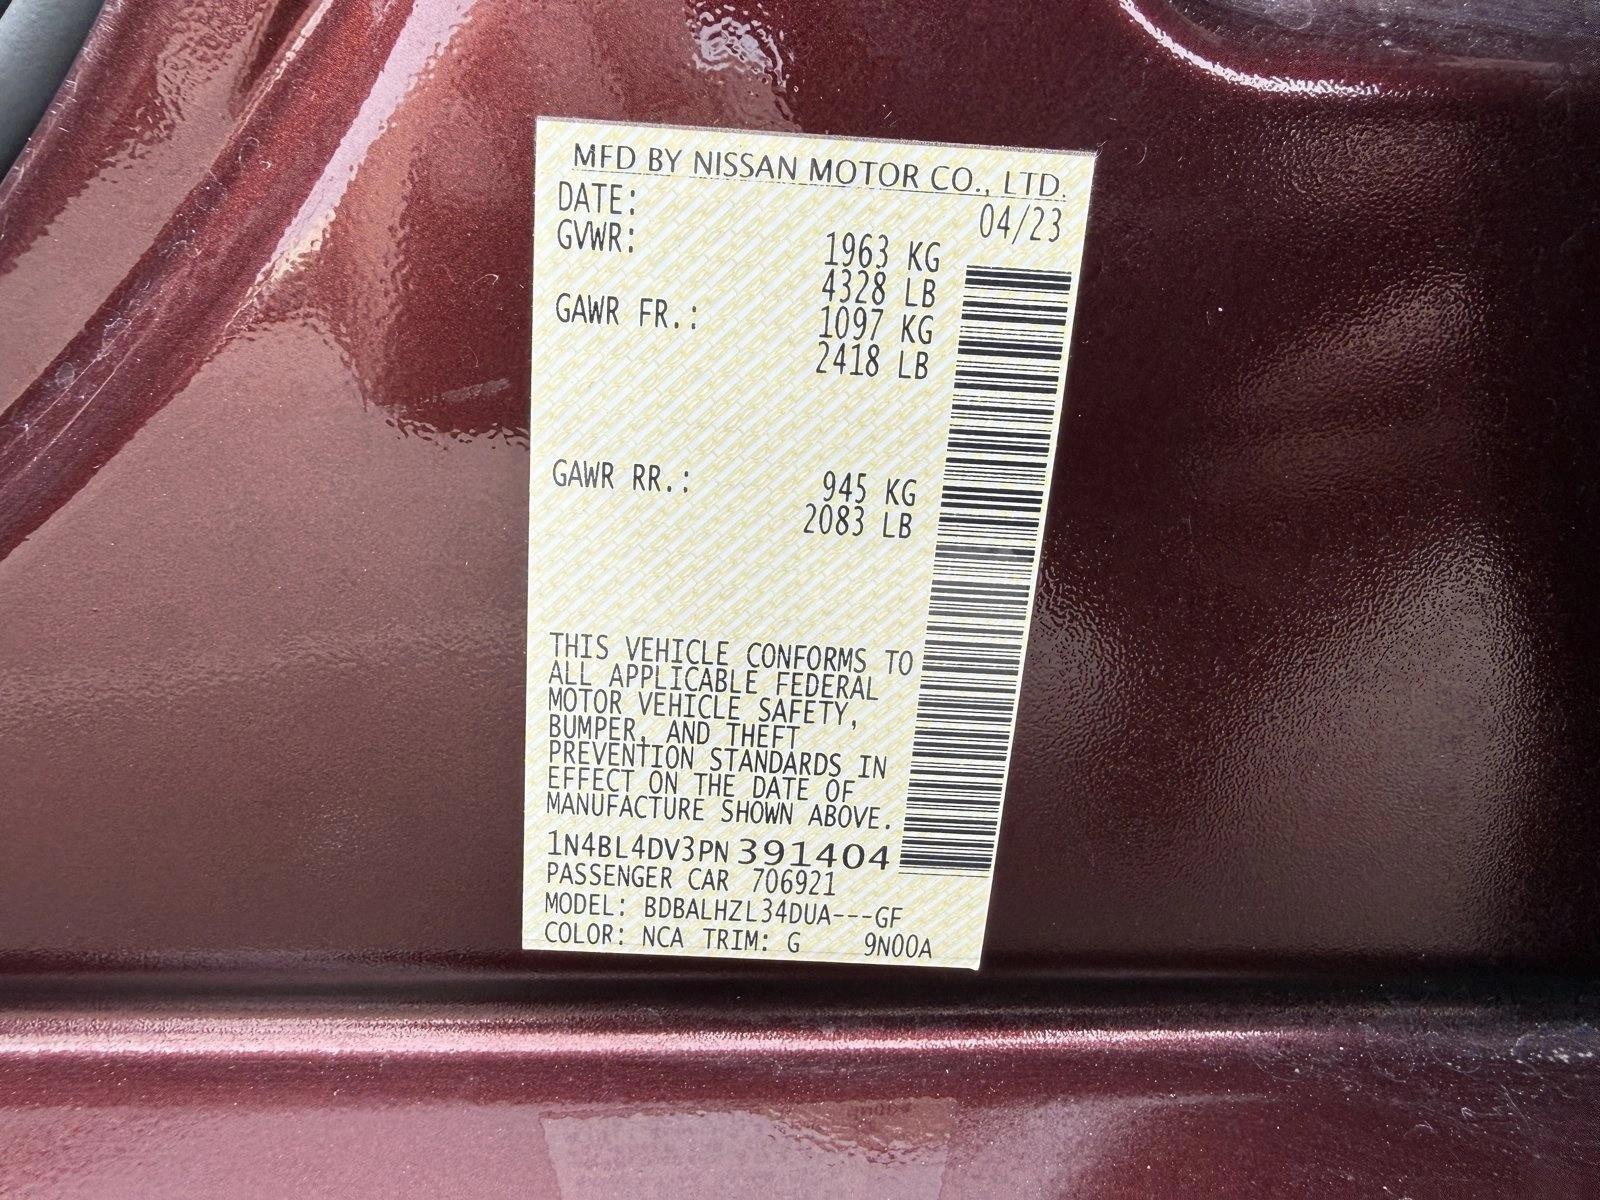 MFD BY NISSAN MOTOR CO., LTD.
DATE: 04/23
GVWR: 1963 KG
4328 LB
GAWR FR.: 1097 KG
2418 LB
GAWR RR.: 945 KG
2083 LB
THIS VEHICLE CONFORMS TO
ALL APPLICABLE FEDERAL
MOTOR VEHICLE SAFETY,
BUMPER, AND THEFT
PREVENTION STANDARDS IN
EFFECT ON THE DATE OF
MANUFACTURE SHOWN ABOVE.
1N4BL4DV3PN 391404
PASSENGER CAR 706921
MODEL: BDBALHZL34DUA---GF
COLOR: NCA TRIM: G 9N00A